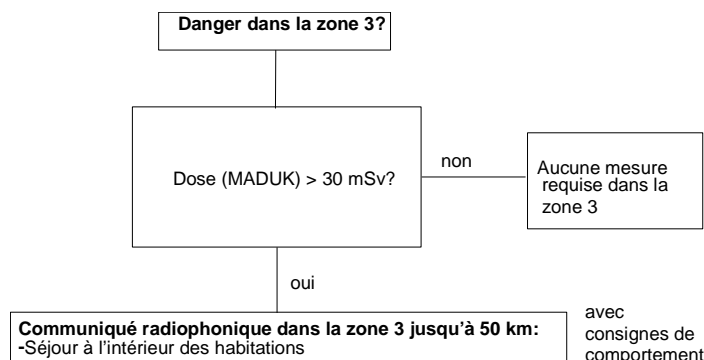 Danger dans la zone 3?
Dose (MADUK) > 30 mSv?
non
Aucune mesure
requise dans la
zone 3
oui
Communiqué radiophonique dans la zone 3 jusqu'à 50 km:
-Séjour à l'intérieur des habitations
avec
consignes de
comportement